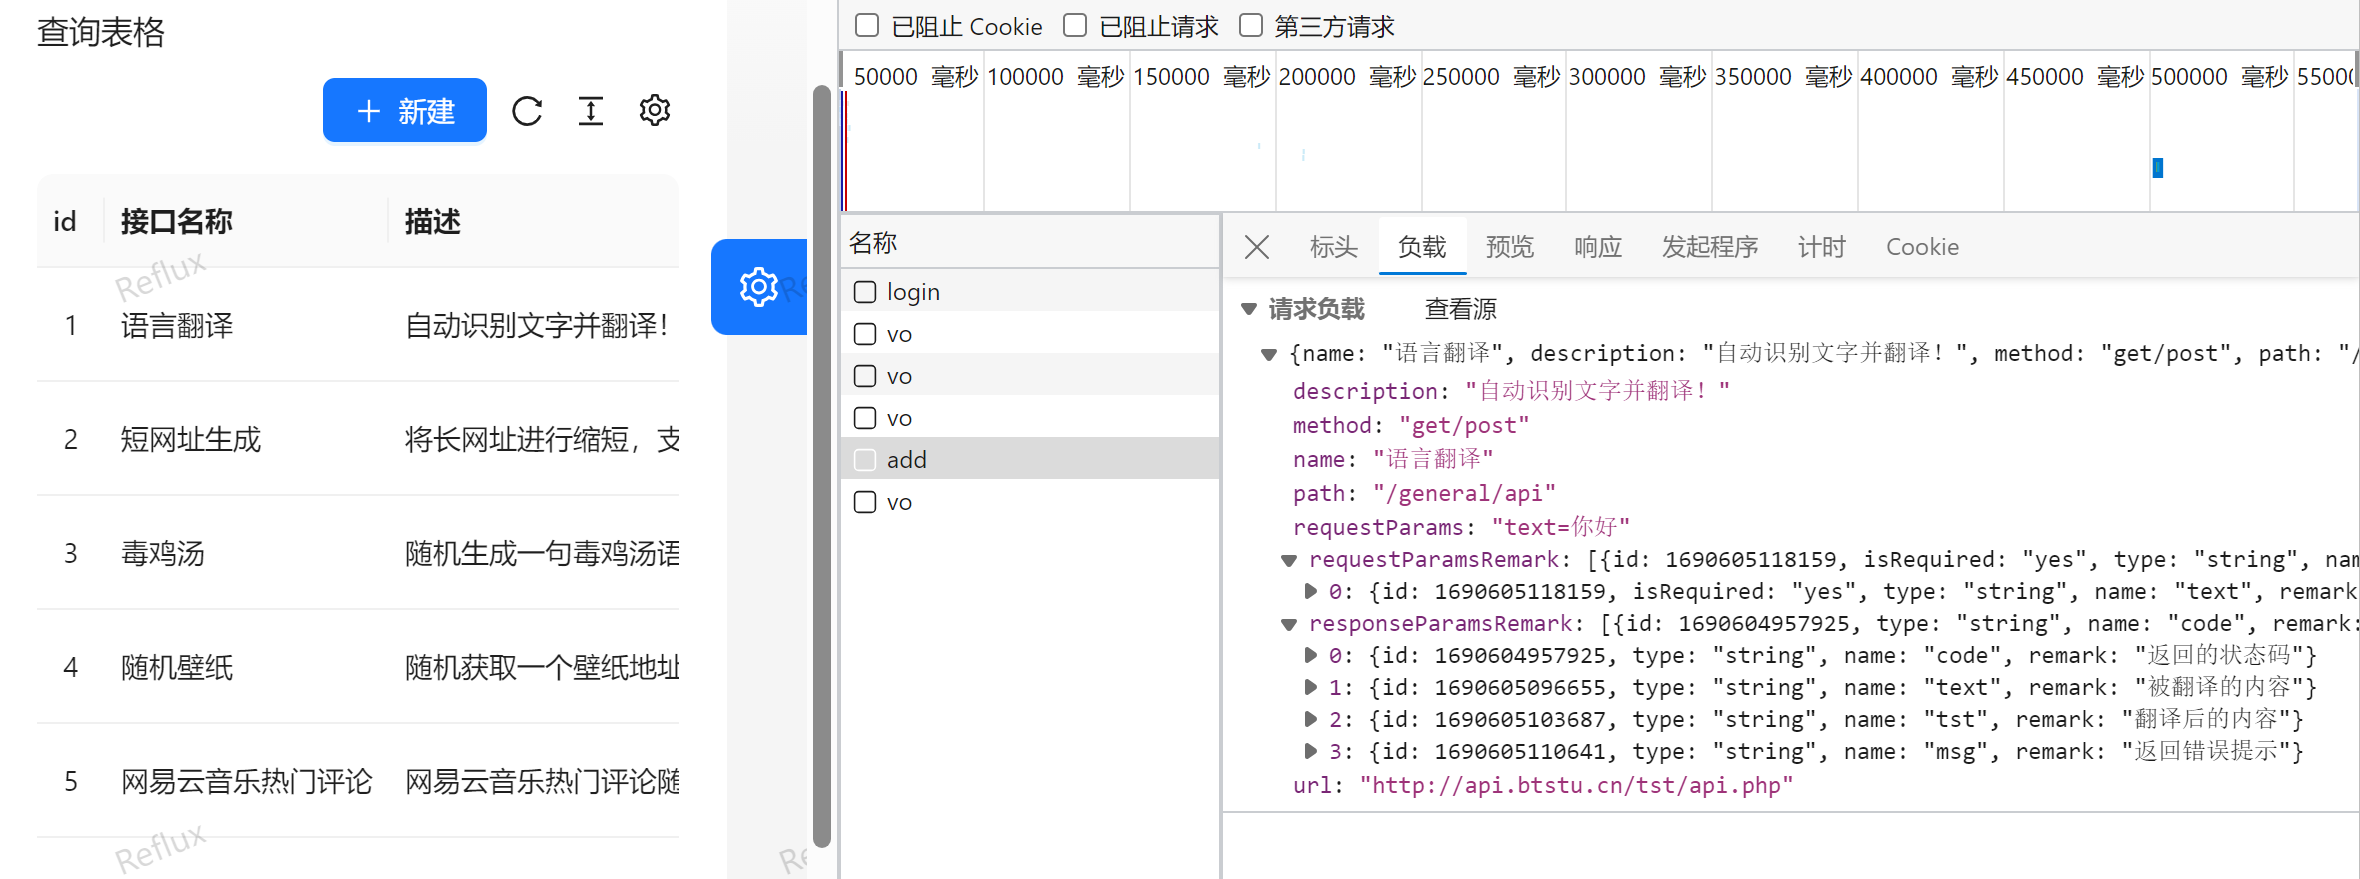 查询表格
新建
id 接口名称 描述
1 语言翻译 自动识别文字并翻译！
2 短网址生成 将长网址进行缩短，支
3 毒鸡汤 随机生成一句毒鸡汤语
4 随机壁纸 随机获取一个壁纸地址
5 网易云音乐热门评论 网易云音乐热门评论随
Reflux
Reflux
Re
Re
已阻止 Cookie 已阻止请求 第三方请求
50000 毫秒 100000 毫秒 150000 毫秒 200000 毫秒 250000 毫秒 300000 毫秒 350000 毫秒 400000 毫秒 450000 毫秒 500000 毫秒 5500
名称
login
vo
vo
vo
add
vo
标头 负载 预览 响应 发起程序 计时 Cookie
请求负载 查看源
{name: "语言翻译", description: "自动识别文字并翻译！", method: "get/post", path: "/
description: "自动识别文字并翻译！"
method: "get/post"
name: "语言翻译"
path: "/general/api"
requestParams: "text=你好"
requestParamsRemark: [{id: 1690605118159, isRequired: "yes", type: "string", nam
0: {id: 1690605118159, isRequired: "yes", type: "string", name: "text", remark
responseParamsRemark: [{id: 1690604957925, type: "string", name: "code", remark:
0: {id: 1690604957925, type: "string", name: "code", remark: "返回的状态码"}
1: {id: 1690605096655, type: "string", name: "text", remark: "被翻译的内容"}
2: {id: 1690605103687, type: "string", name: "tst", remark: "翻译后的内容"}
3: {id: 1690605110641, type: "string", name: "msg", remark: "返回错误提示"}
url: "http://api.btstu.cn/tst/api.php"